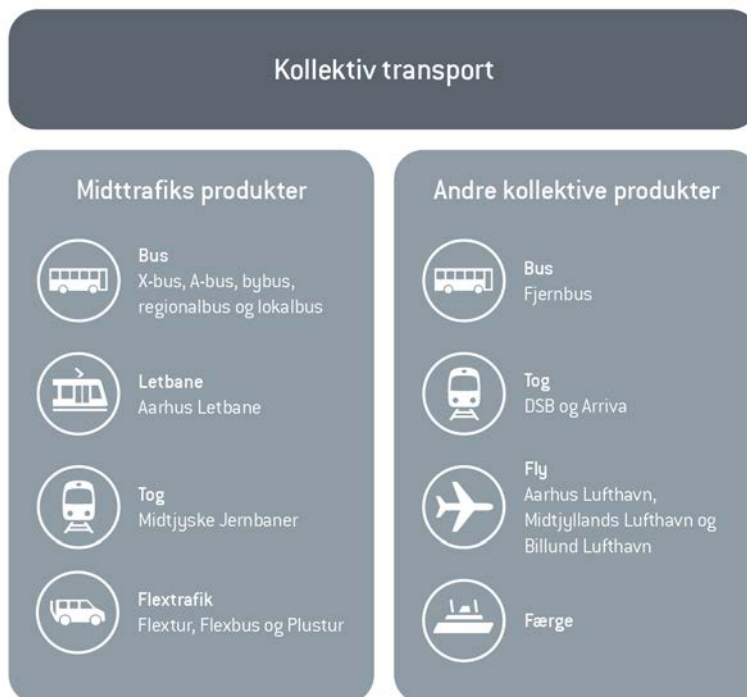 Kollektiv transport
Midttrafiks produkter
Bus
X-bus, A-bus, bybus,
regionalbus og lokalbus
Letbane
Aarhus Letbane
Tog
Midtjyske Jernbaner
Flextrafik
Flextur, Flexbus og Plustur
Andre kollektive produkter
Bus
Fjernbus
Tog
DSB og Arriva
Fly
Aarhus Lufthavn,
Midtjyllands Lufthavn og
Billund Lufthavn
Færge